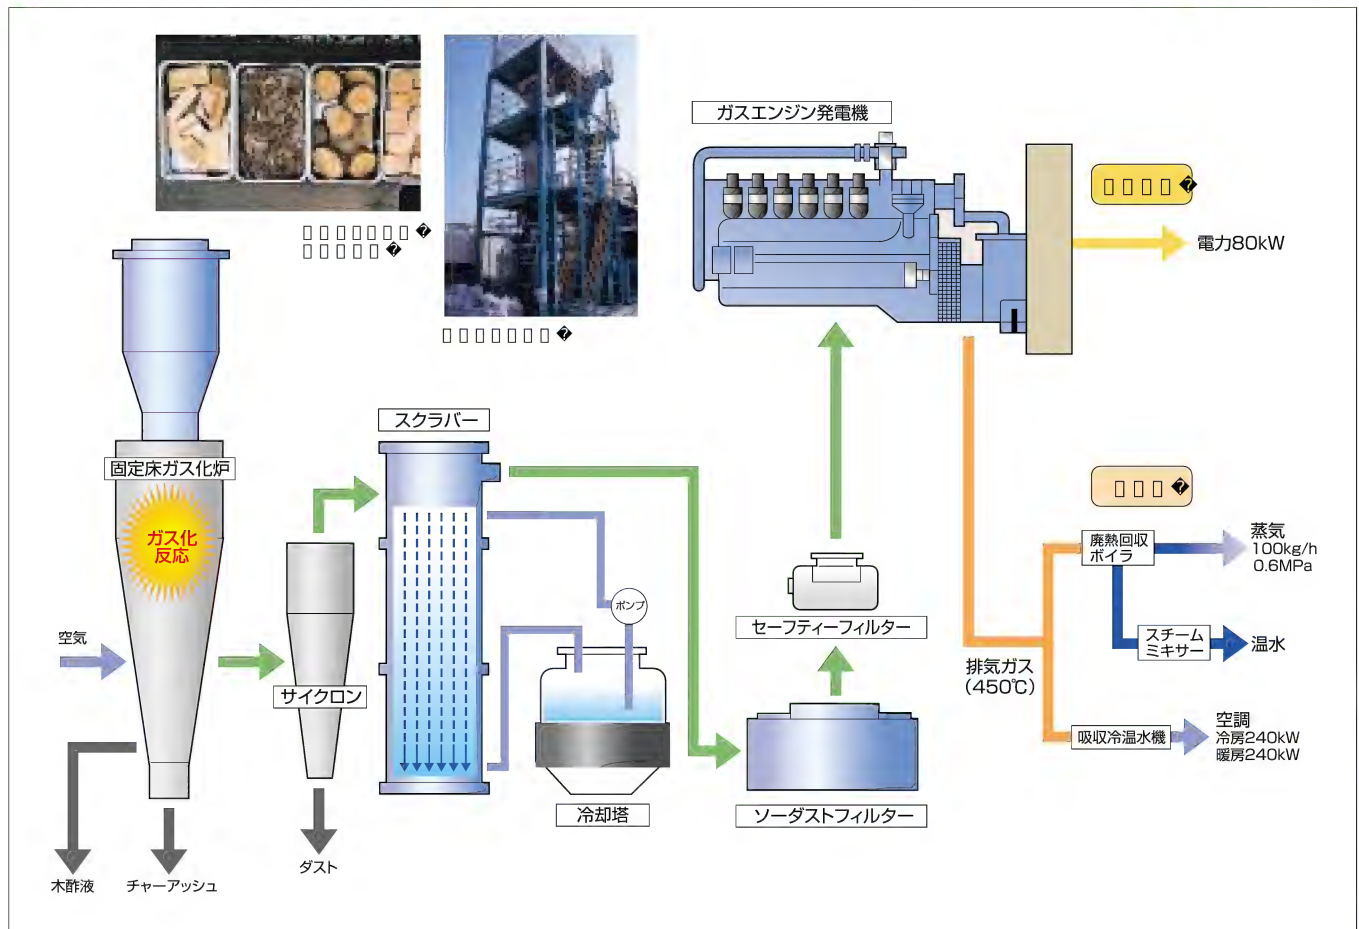 ガスエンジン発電機
電力80kW
スクラバー
固定床ガス化炉
ガス化
反応
空気
サイクロン
ポンプ
冷却塔
セーフティーフィルター
ソーダストフィルター
排気ガス
(450℃)
廃熱回収
ボイラ
蒸気
100kg/h
0.6MPa
スチーム
ミキサー
温水
吸収冷温水機
空調
冷房240kW
暖房240kW
木酢液
チャーアッシュ
ダスト